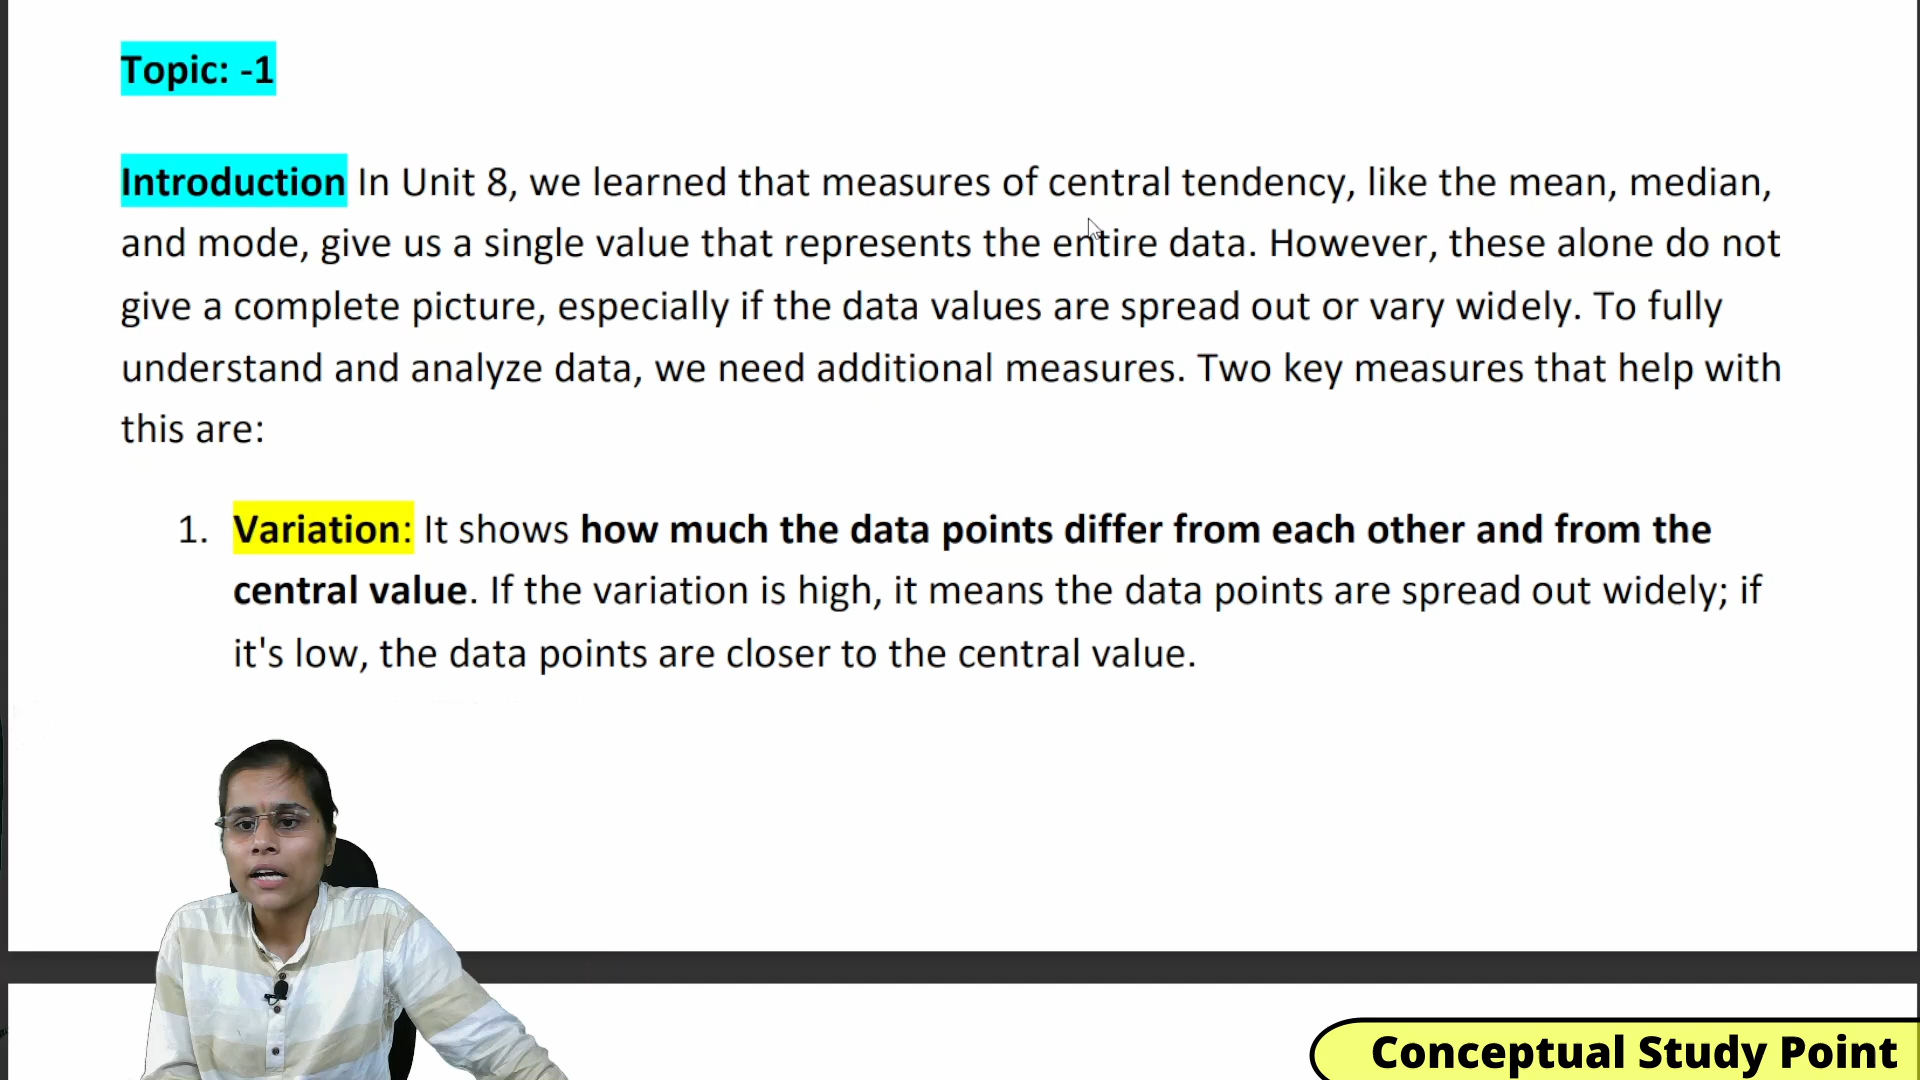 Topic: -1
Introduction In Unit 8, we learned that measures of central tendency, like the mean, median,
and mode, give us a single value that represents the entire data. However, these alone do not
give a complete picture, especially if the data values are spread out or vary widely. To fully
understand and analyze data, we need additional measures. Two key measures that help with
this are:
1. Variation: It shows how much the data points differ from each other and from the
central value. If the variation is high, it means the data points are spread out widely; if
it's low, the data points are closer to the central value.
Conceptual Study Point